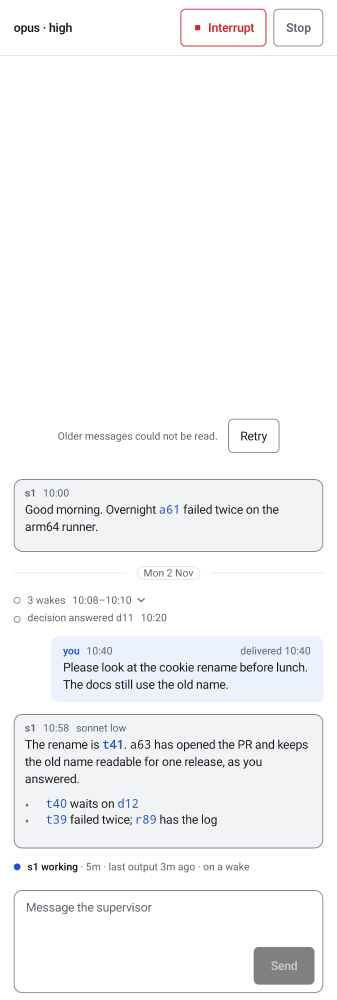 opus · high
Interrupt
Stop
Older messages could not be read.
Retry
s1 10:00
Good morning. Overnight a61 failed twice on the
arm64 runner.
Mon 2 Nov
3 wakes 10:08–10:10
decision answered d11 10:20
you 10:40 delivered 10:40
Please look at the cookie rename before lunch.
The docs still use the old name.
s1 10:58 sonnet low
The rename is t41. a63 has opened the PR and keeps
the old name readable for one release, as you
answered.
• t40 waits on d12
• t39 failed twice; r89 has the log
s1 working · 5m · last output 3m ago · on a wake
Message the supervisor
Send